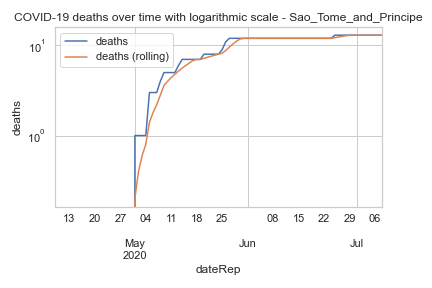 COVID-19 deaths over time with logarithmic scale - Sao_Tome_and_Principe
deaths
deaths (rolling)
10¹
10⁰
deaths
13 20 27 04 11 18 25 08 15 22 29 06
May Jun Jul
2020
dateRep